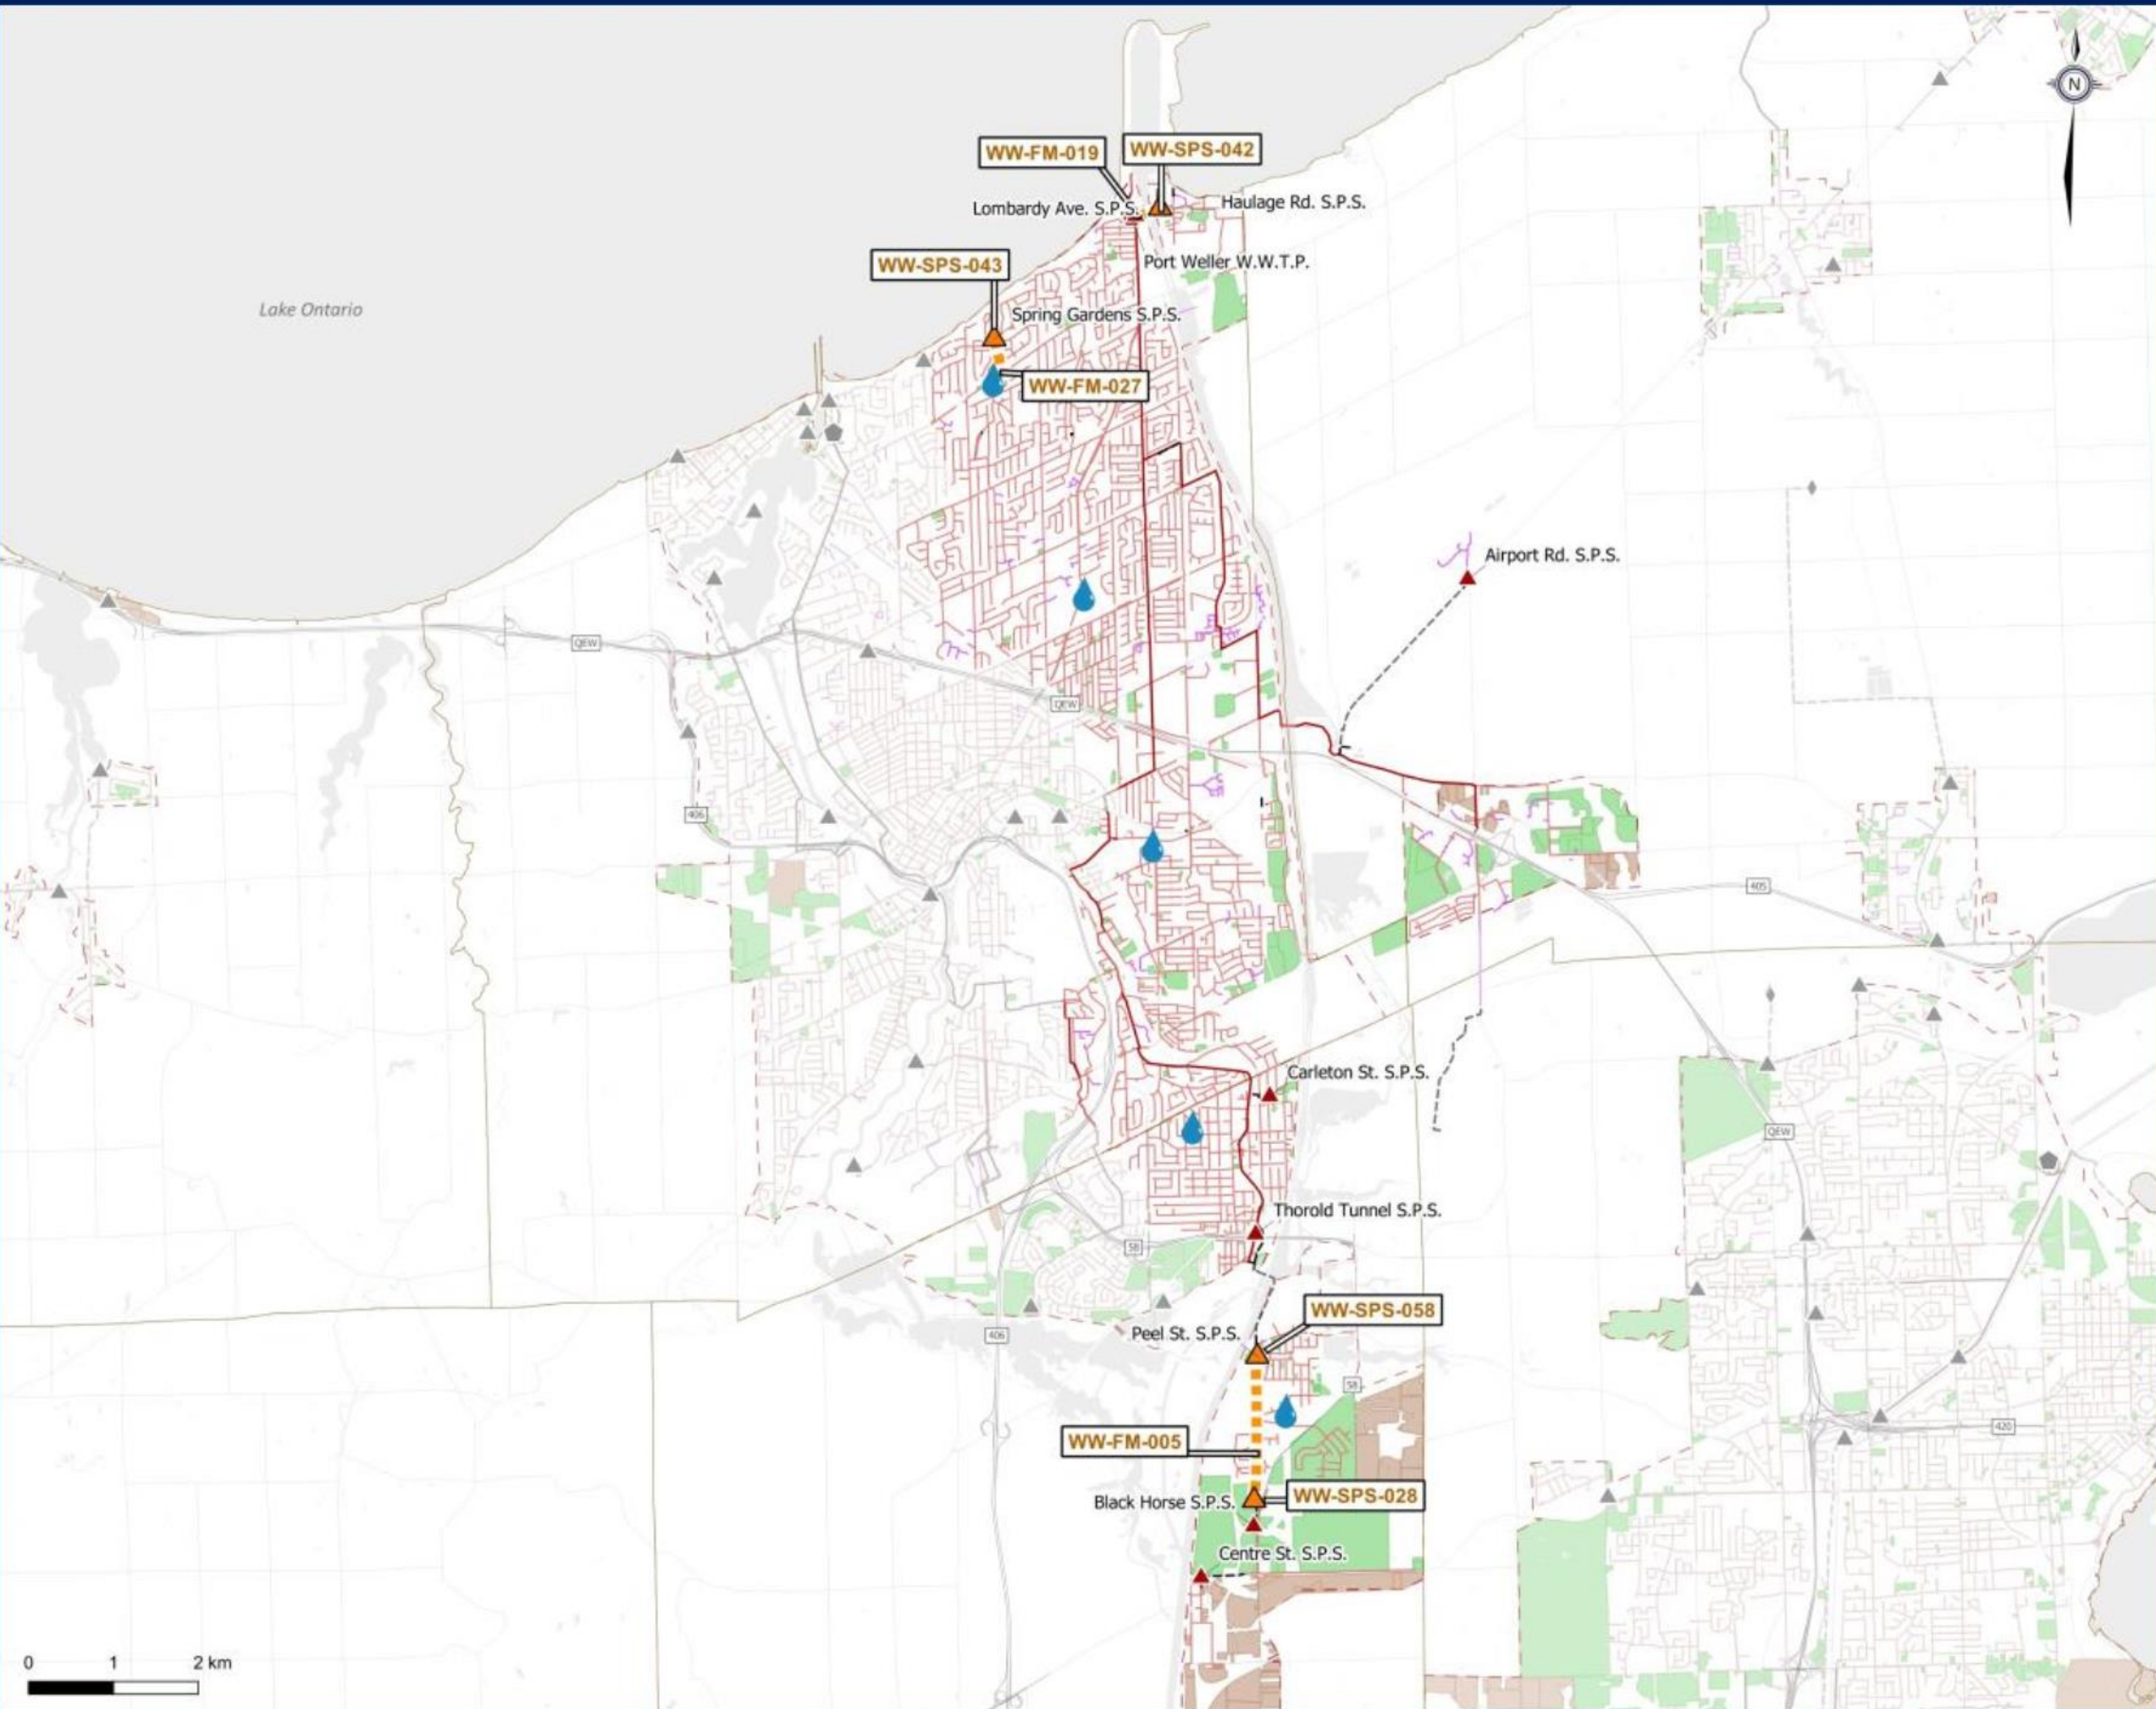 N
WW-FM-019
WW-SPS-042
Lombardy Ave. S.P.S.
Haulage Rd. S.P.S.
WW-SPS-043
Port Weller W.W.T.P.
Lake Ontario
Spring Gardens S.P.S.
WW-FM-027
Airport Rd. S.P.S.
QEW
QEW
406
405
Carleton St. S.P.S.
QEW
Thorold Tunnel S.P.S.
58
WW-SPS-058
Peel St. S.P.S.
406
58
420
WW-FM-005
WW-SPS-028
Black Horse S.P.S.
Centre St. S.P.S.
0 1 2 km